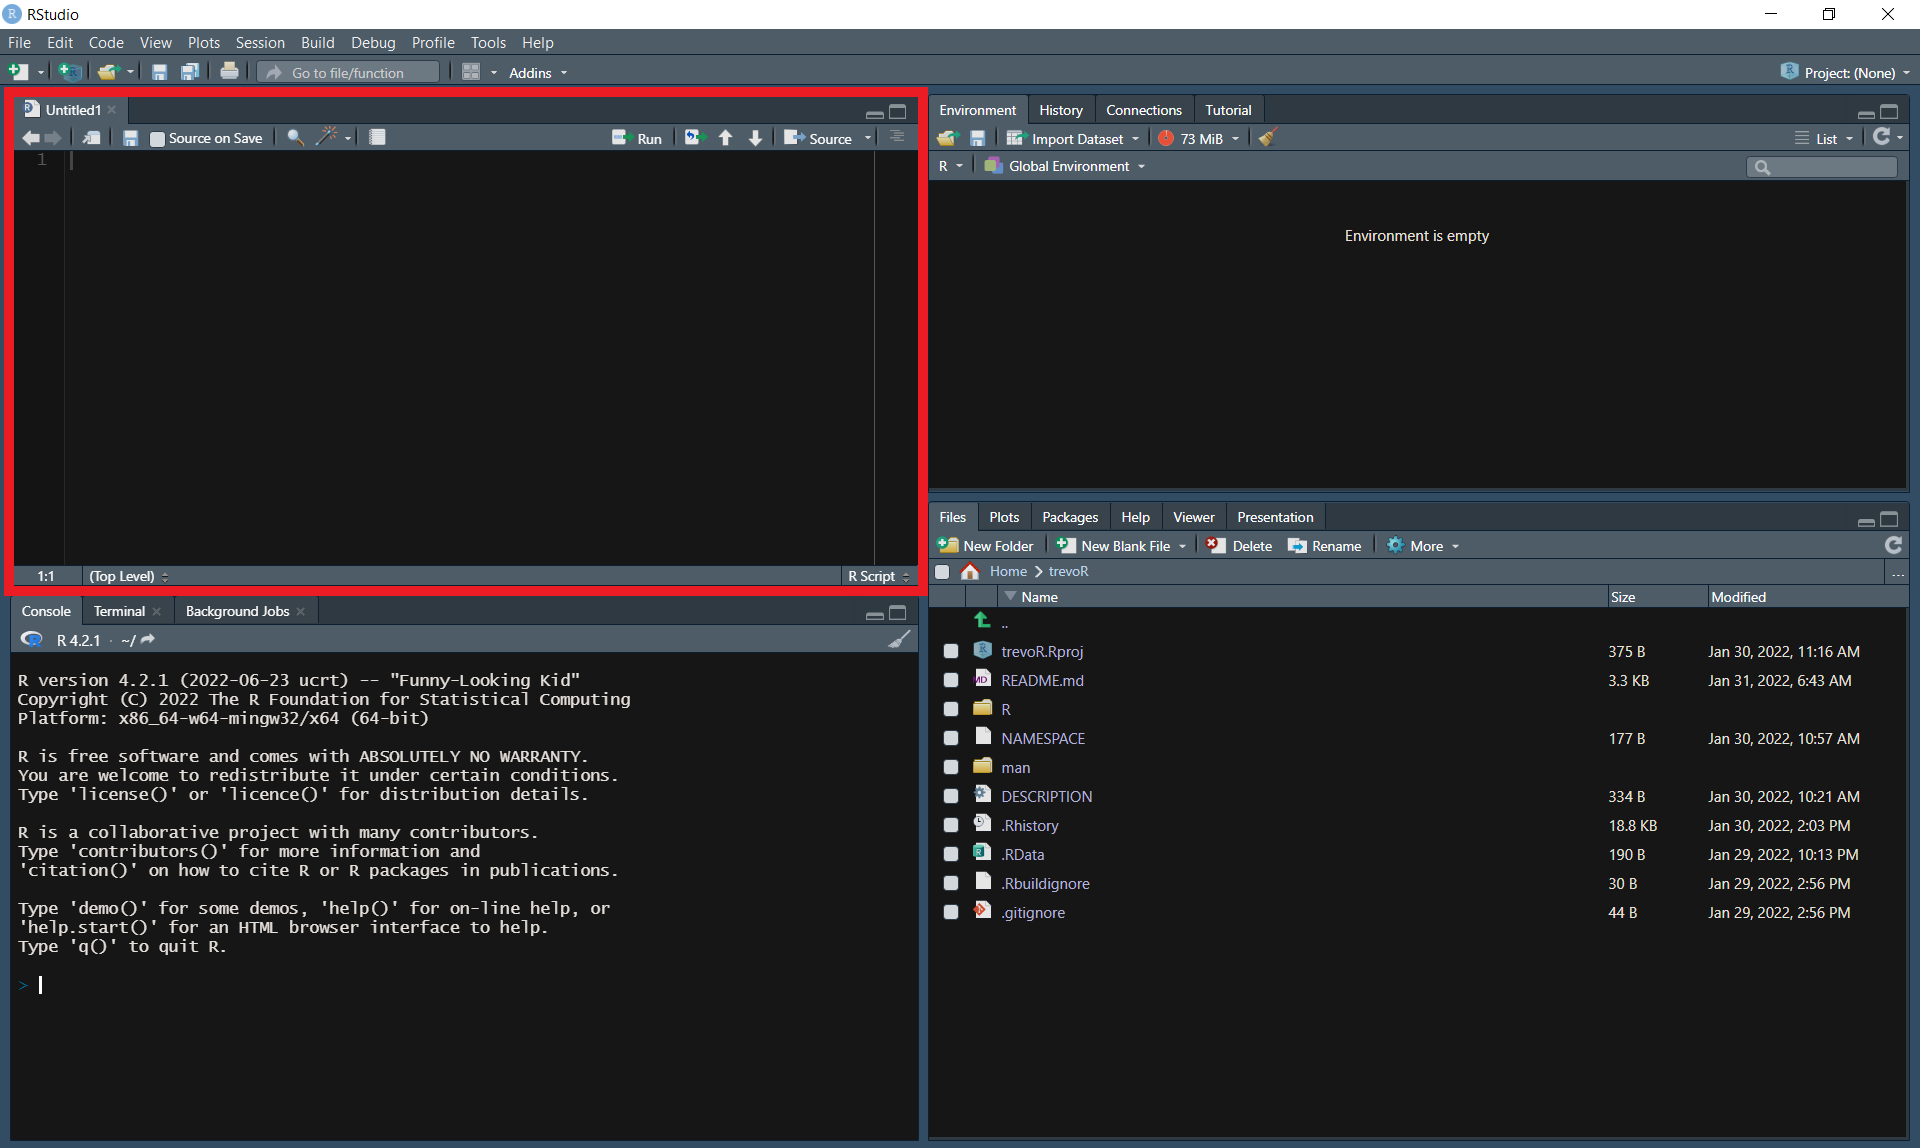 RStudio
File Edit Code View Plots Session Build Debug Profile Tools Help
Go to file/function Addins Project: (None)
Untitled1
Source on Save Run Source
1
1:1 (Top Level) R Script
Console Terminal Background Jobs
R 4.2.1 · ~/
R version 4.2.1 (2022-06-23 ucrt) -- "Funny-Looking Kid"
Copyright (C) 2022 The R Foundation for Statistical Computing
Platform: x86_64-w64-mingw32/x64 (64-bit)
R is free software and comes with ABSOLUTELY NO WARRANTY.
You are welcome to redistribute it under certain conditions.
Type 'license()' or 'licence()' for distribution details.
R is a collaborative project with many contributors.
Type 'contributors()' for more information and
'citation()' on how to cite R or R packages in publications.
Type 'demo()' for some demos, 'help()' for on-line help, or
'help.start()' for an HTML browser interface to help.
Type 'q()' to quit R.
>
Environment History Connections Tutorial
Import Dataset 73 MiB List
R Global Environment
Environment is empty
Files Plots Packages Help Viewer Presentation
New Folder New Blank File Delete Rename More
Home trevoR ...
Name Size Modified
..
trevoR.Rproj 375 B Jan 30, 2022, 11:16 AM
README.md 3.3 KB Jan 31, 2022, 6:43 AM
R
NAMESPACE 177 B Jan 30, 2022, 10:57 AM
man
DESCRIPTION 334 B Jan 30, 2022, 10:21 AM
.Rhistory 18.8 KB Jan 30, 2022, 2:03 PM
.RData 190 B Jan 29, 2022, 10:13 PM
.Rbuildignore 30 B Jan 29, 2022, 2:56 PM
.gitignore 44 B Jan 29, 2022, 2:56 PM